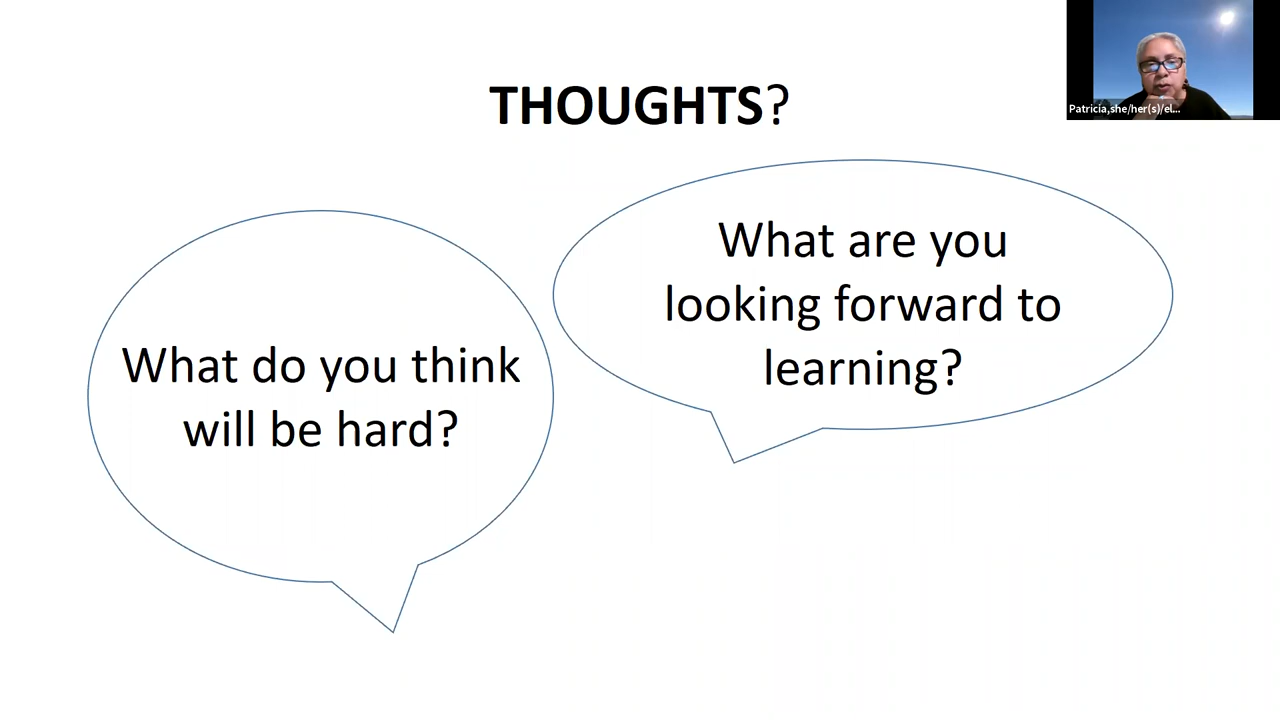 THOUGHTS?
What do you think
will be hard?
What are you
looking forward to
learning?
Patricia,she/her(s)/el...